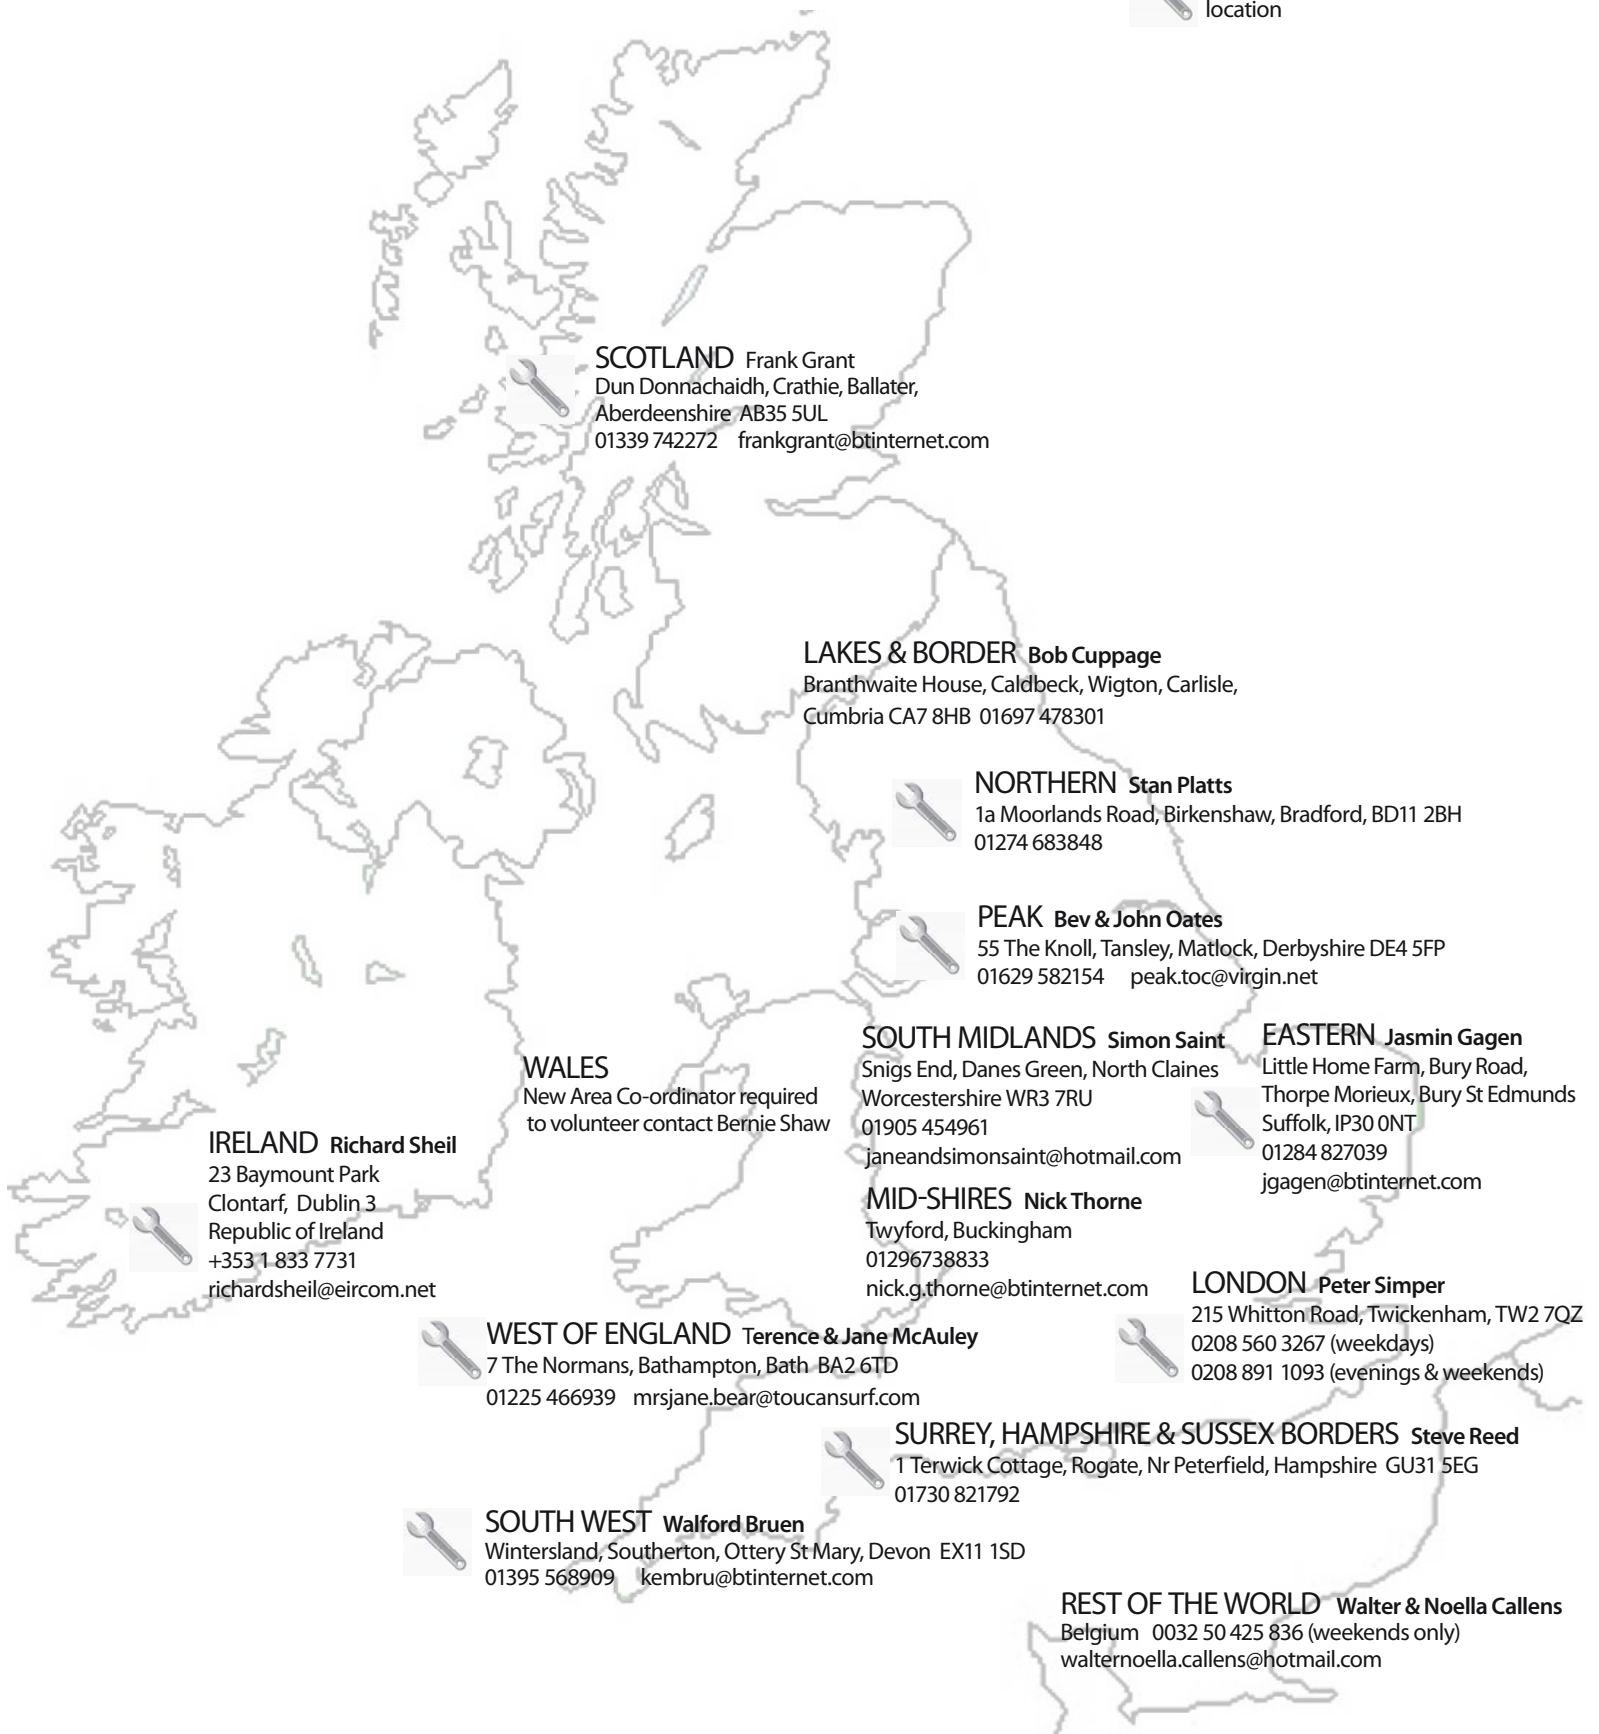 location
SCOTLAND Frank Grant
Dun Donnachaidh, Crathie, Ballater,
Aberdeenshire AB35 5UL
01339 742272 frankgrant@btinternet.com
LAKES & BORDER Bob Cuppage
Branthwaite House, Caldbeck, Wigton, Carlisle,
Cumbria CA7 8HB 01697 478301
NORTHERN Stan Platts
1a Moorlands Road, Birkenshaw, Bradford, BD11 2BH
01274 683848
PEAK Bev & John Oates
55 The Knoll, Tansley, Matlock, Derbyshire DE4 5FP
01629 582154 peak.toc@virgin.net
SOUTH MIDLANDS Simon Saint
Snigs End, Danes Green, North Claines
Worcestershire WR3 7RU
01905 454961
janeandsimonsaint@hotmail.com
EASTERN Jasmin Gagen
Little Home Farm, Bury Road,
Thorpe Morieux, Bury St Edmunds
Suffolk, IP30 0NT
01284 827039
jgagen@btinternet.com
WALES
New Area Co-ordinator required
to volunteer contact Bernie Shaw
IRELAND Richard Sheil
23 Baymount Park
Clontarf, Dublin 3
Republic of Ireland
+353 1 833 7731
richardsheil@eircom.net
MID-SHIRES Nick Thorne
Twyford, Buckingham
01296738833
nick.g.thorne@btinternet.com
LONDON Peter Simper
215 Whitton Road, Twickenham, TW2 7QZ
0208 560 3267 (weekdays)
0208 891 1093 (evenings & weekends)
WEST OF ENGLAND Terence & Jane McAuley
7 The Normans, Bathampton, Bath BA2 6TD
01225 466939 mrsjane.bear@toucansurf.com
SURREY, HAMPSHIRE & SUSSEX BORDERS Steve Reed
1 Terwick Cottage, Rogate, Nr Peterfield, Hampshire GU31 5EG
01730 821792
SOUTH WEST Walford Bruen
Wintersland, Southerton, Ottery St Mary, Devon EX11 1SD
01395 568909 kembru@btinternet.com
REST OF THE WORLD Walter & Noella Callens
Belgium 0032 50 425 836 (weekends only)
walternoella.callens@hotmail.com